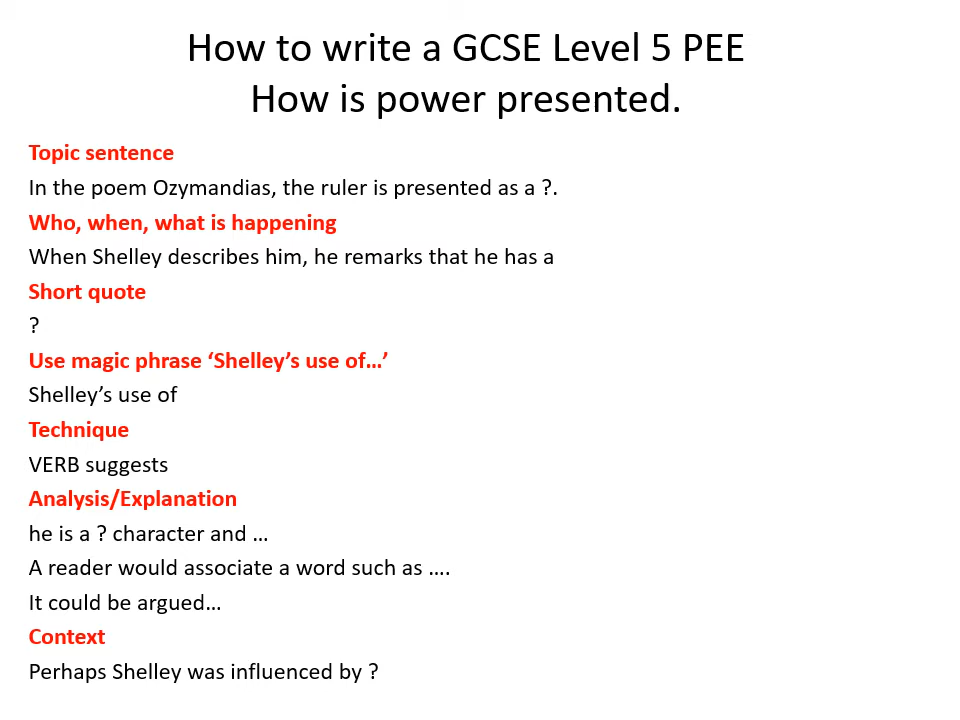 How to write a GCSE Level 5 PEE
How is power presented.
Topic sentence
In the poem Ozymandias, the ruler is presented as a ?.
Who, when, what is happening
When Shelley describes him, he remarks that he has a
Short quote
?
Use magic phrase ‘Shelley’s use of…’
Shelley’s use of
Technique
VERB suggests
Analysis/Explanation
he is a ? character and …
A reader would associate a word such as ….
It could be argued…
Context
Perhaps Shelley was influenced by ?